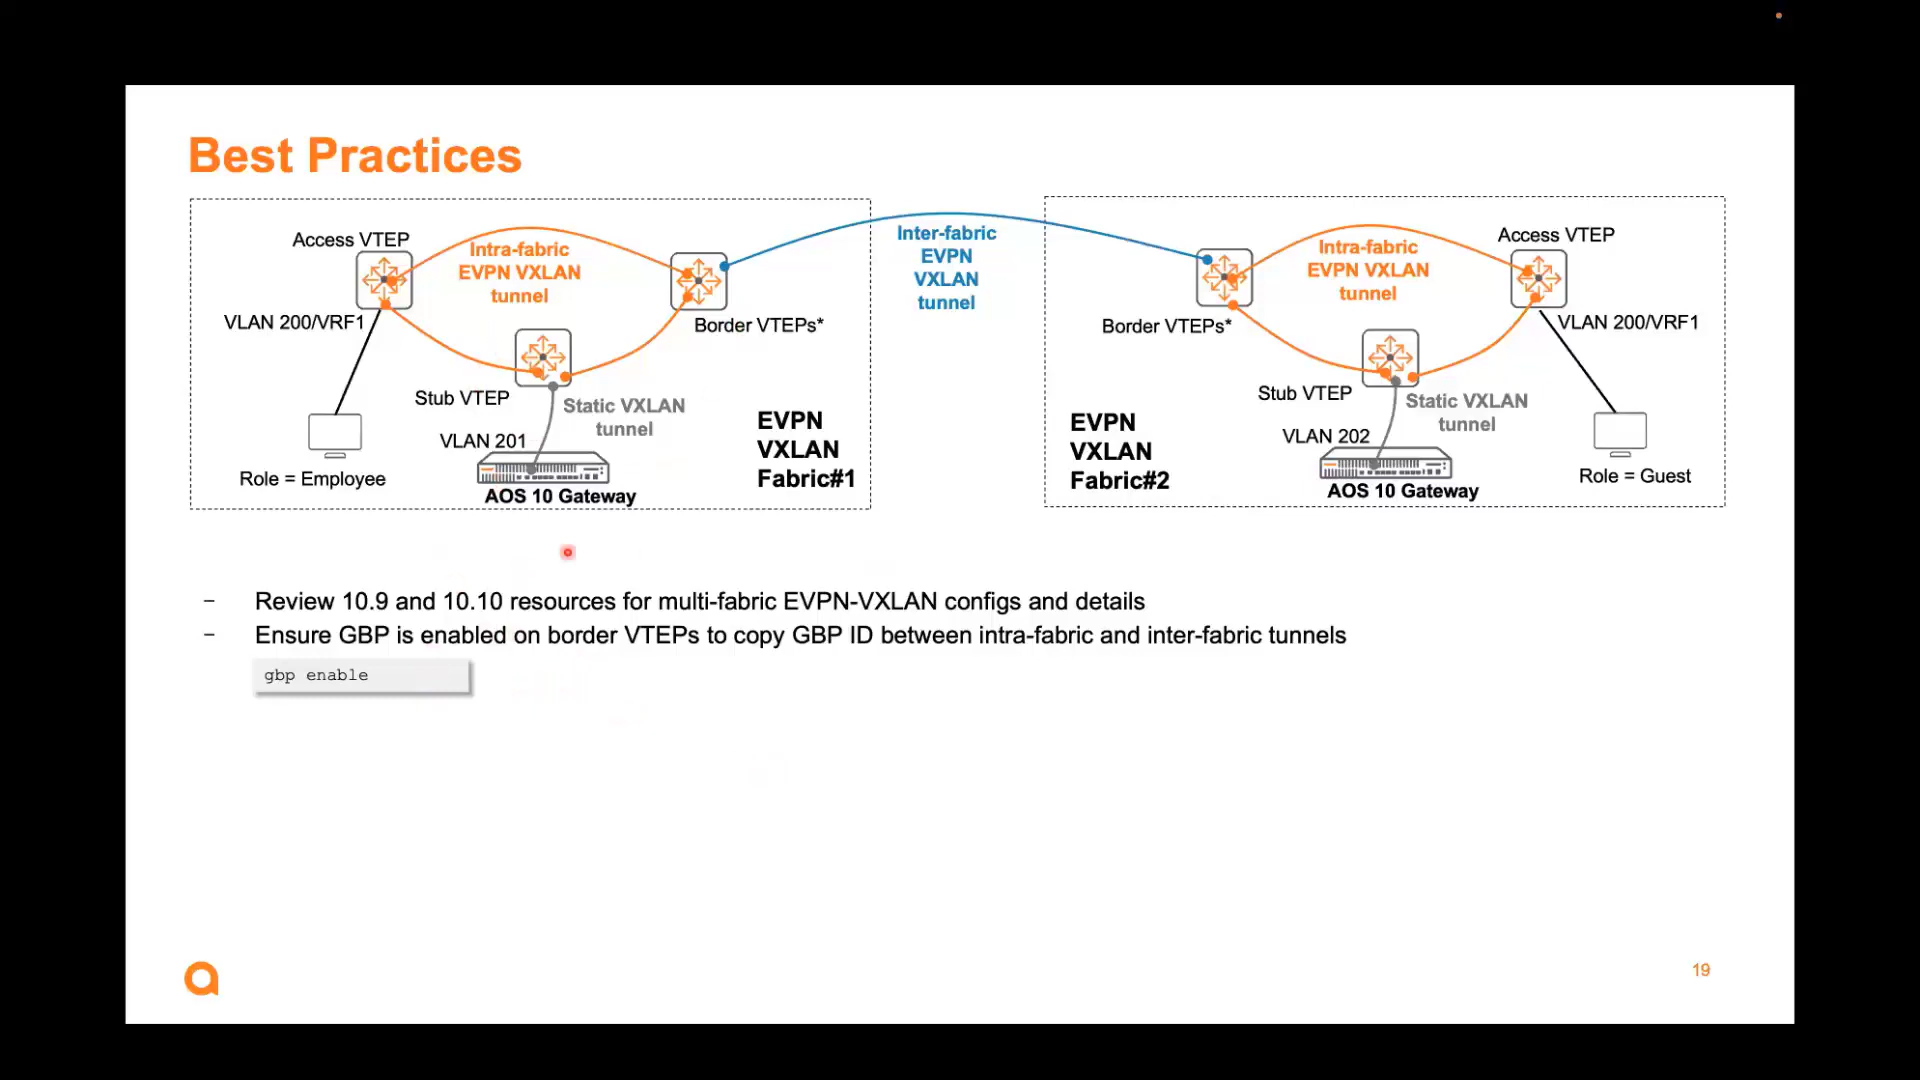 Best Practices
Access VTEP
Intra-fabric
EVPN VXLAN
tunnel
VLAN 200/VRF1
Border VTEPs*
Stub VTEP
Static VXLAN
tunnel
VLAN 201
Role = Employee
AOS 10 Gateway
EVPN
VXLAN
Fabric#1
Inter-fabric
EVPN
VXLAN
tunnel
Intra-fabric
EVPN VXLAN
tunnel
Access VTEP
Border VTEPs*
VLAN 200/VRF1
Stub VTEP
Static VXLAN
tunnel
VLAN 202
EVPN
VXLAN
Fabric#2
AOS 10 Gateway
Role = Guest
– Review 10.9 and 10.10 resources for multi-fabric EVPN-VXLAN configs and details
– Ensure GBP is enabled on border VTEPs to copy GBP ID between intra-fabric and inter-fabric tunnels
gbp enable
19